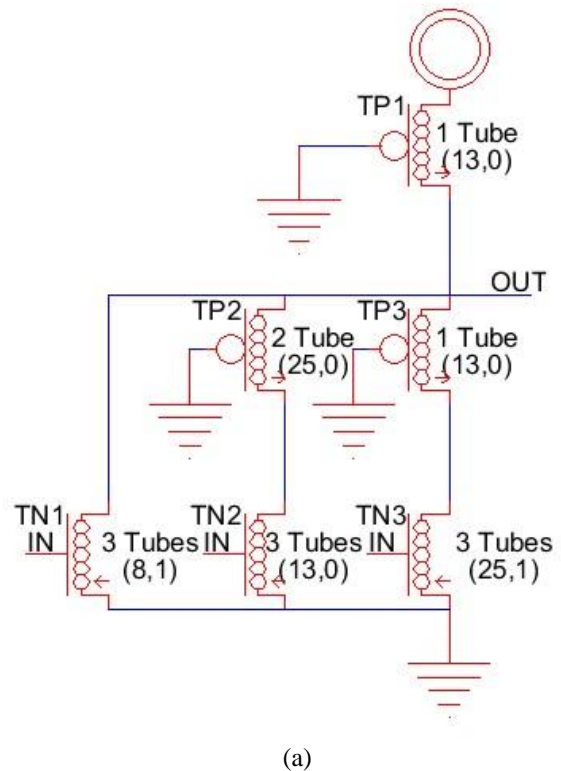 TP1
1 Tube
(13,0)
OUT
TP2
2 Tube
(25,0)
TP3
1 Tube
(13,0)
TN1
IN
3 Tubes
(8,1)
TN2
IN
3 Tubes
(13,0)
TN3
IN
3 Tubes
(25,1)
(a)